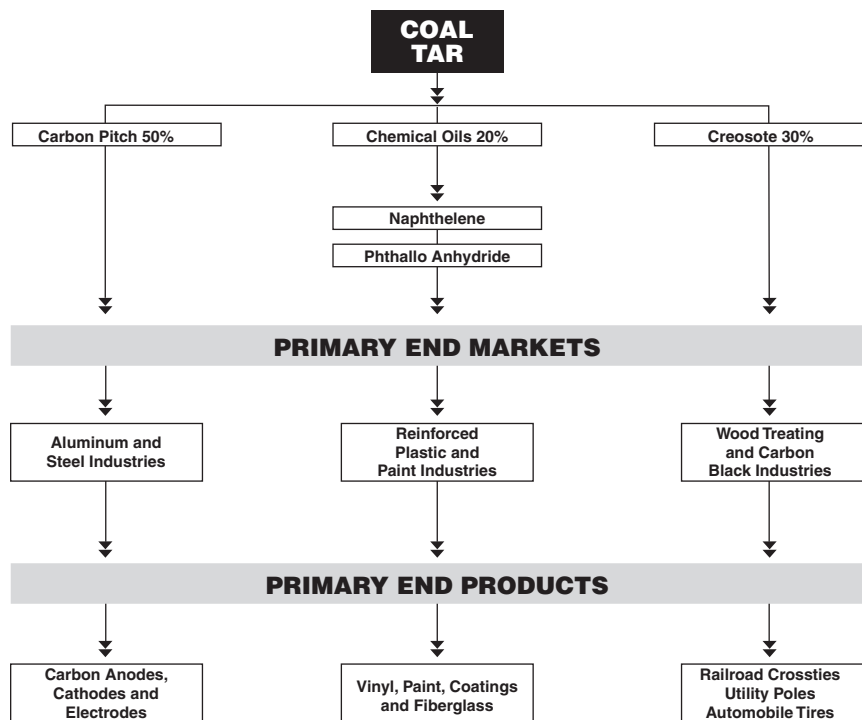 COAL
TAR
Carbon Pitch 50%
Chemical Oils 20%
Creosote 30%
Naphthelene
Phthallo Anhydride
PRIMARY END MARKETS
Aluminum and
Steel Industries
Reinforced
Plastic and
Paint Industries
Wood Treating
and Carbon
Black Industries
PRIMARY END PRODUCTS
Carbon Anodes,
Cathodes and
Electrodes
Vinyl, Paint, Coatings
and Fiberglass
Railroad Crossties
Utility Poles
Automobile Tires